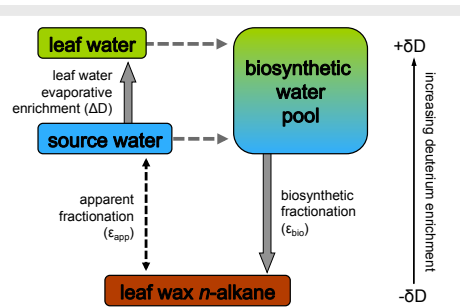 leaf water
leaf water
evaporative
enrichment (ΔD)
source water
biosynthetic
water
pool
apparent
fractionation
(εapp)
biosynthetic
fractionation
(εbio)
leaf wax n-alkane
+δD
increasing deuterium enrichment
-δD